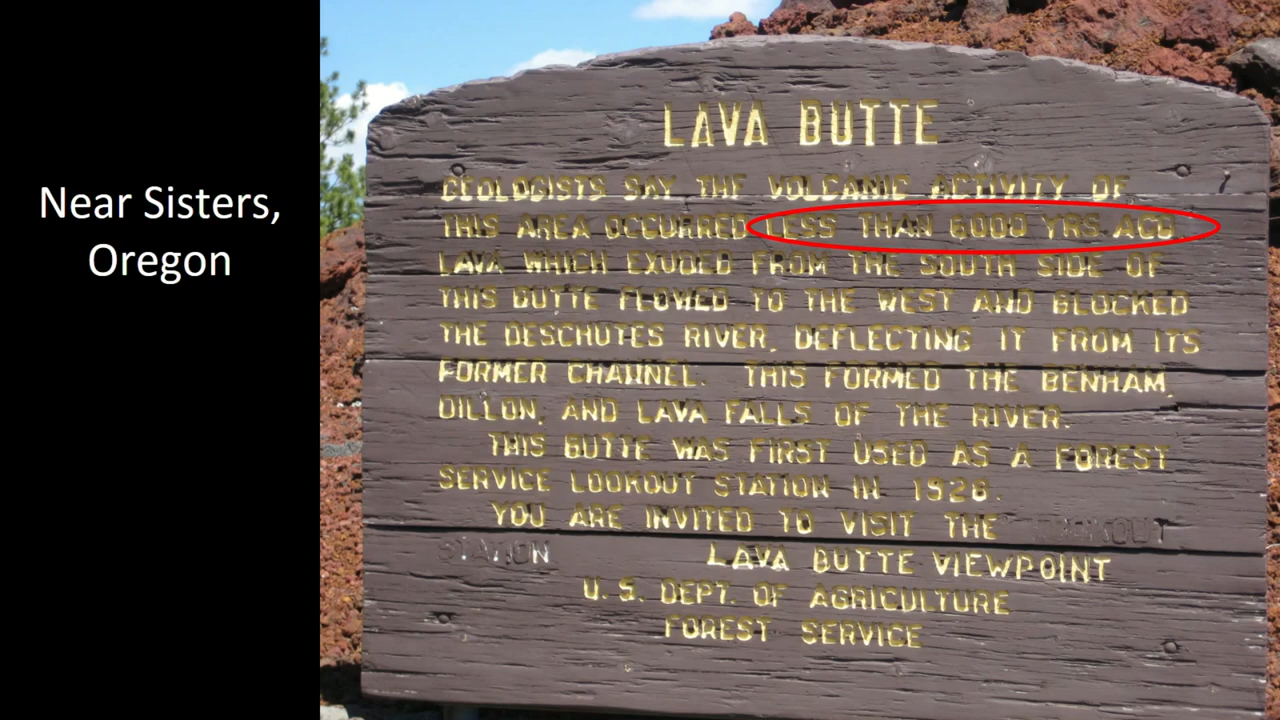 Near Sisters,
Oregon
LAVA BUTTE
GEOLOGISTS SAY THE VOLCANIC ACTIVITY OF
THIS AREA OCCURRED LESS THAN 6000 YRS AGO
LAVA WHICH EXUDED FROM THE SOUTH SIDE OF
THIS BUTTE FLOWED TO THE WEST AND BLOCKED
THE DESCHUTES RIVER, DEFLECTING IT FROM ITS
FORMER CHANNEL. THIS FORMED THE BENHAM,
DILLON, AND LAVA FALLS OF THE RIVER.
THIS BUTTE WAS FIRST USED AS A FOREST
SERVICE LOOKOUT STATION IN 1928.
YOU ARE INVITED TO VISIT THE LOOKOUT
STATION LAVA BUTTE VIEWPOINT
U. S. DEPT. OF AGRICULTURE
FOREST SERVICE